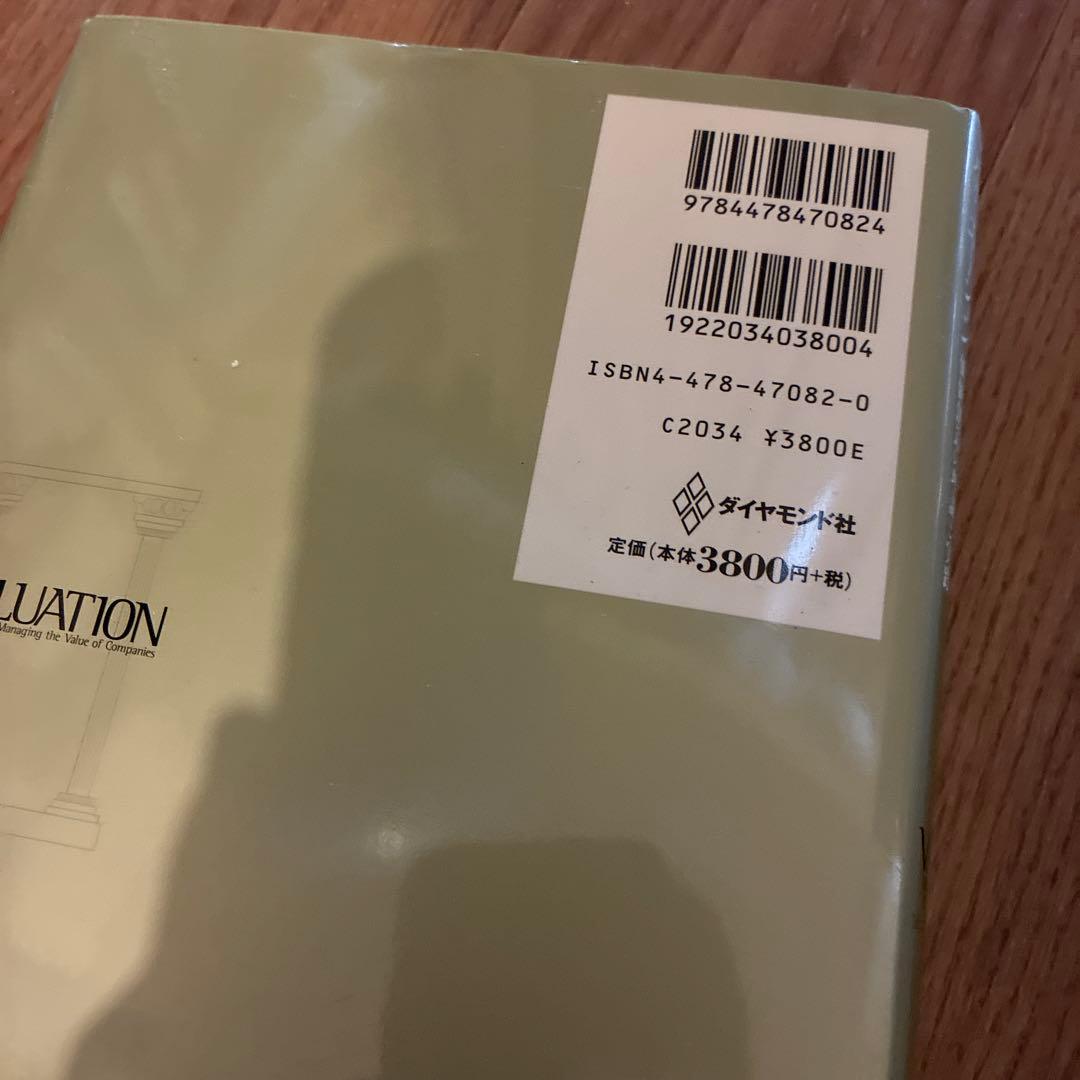 9784478470824
1922034038004
ISBN4-478-47082-0
C2034 ¥3800E
ダイヤモンド社
定価(本体3800円+税)
LUATION
Managing the Value of Companies